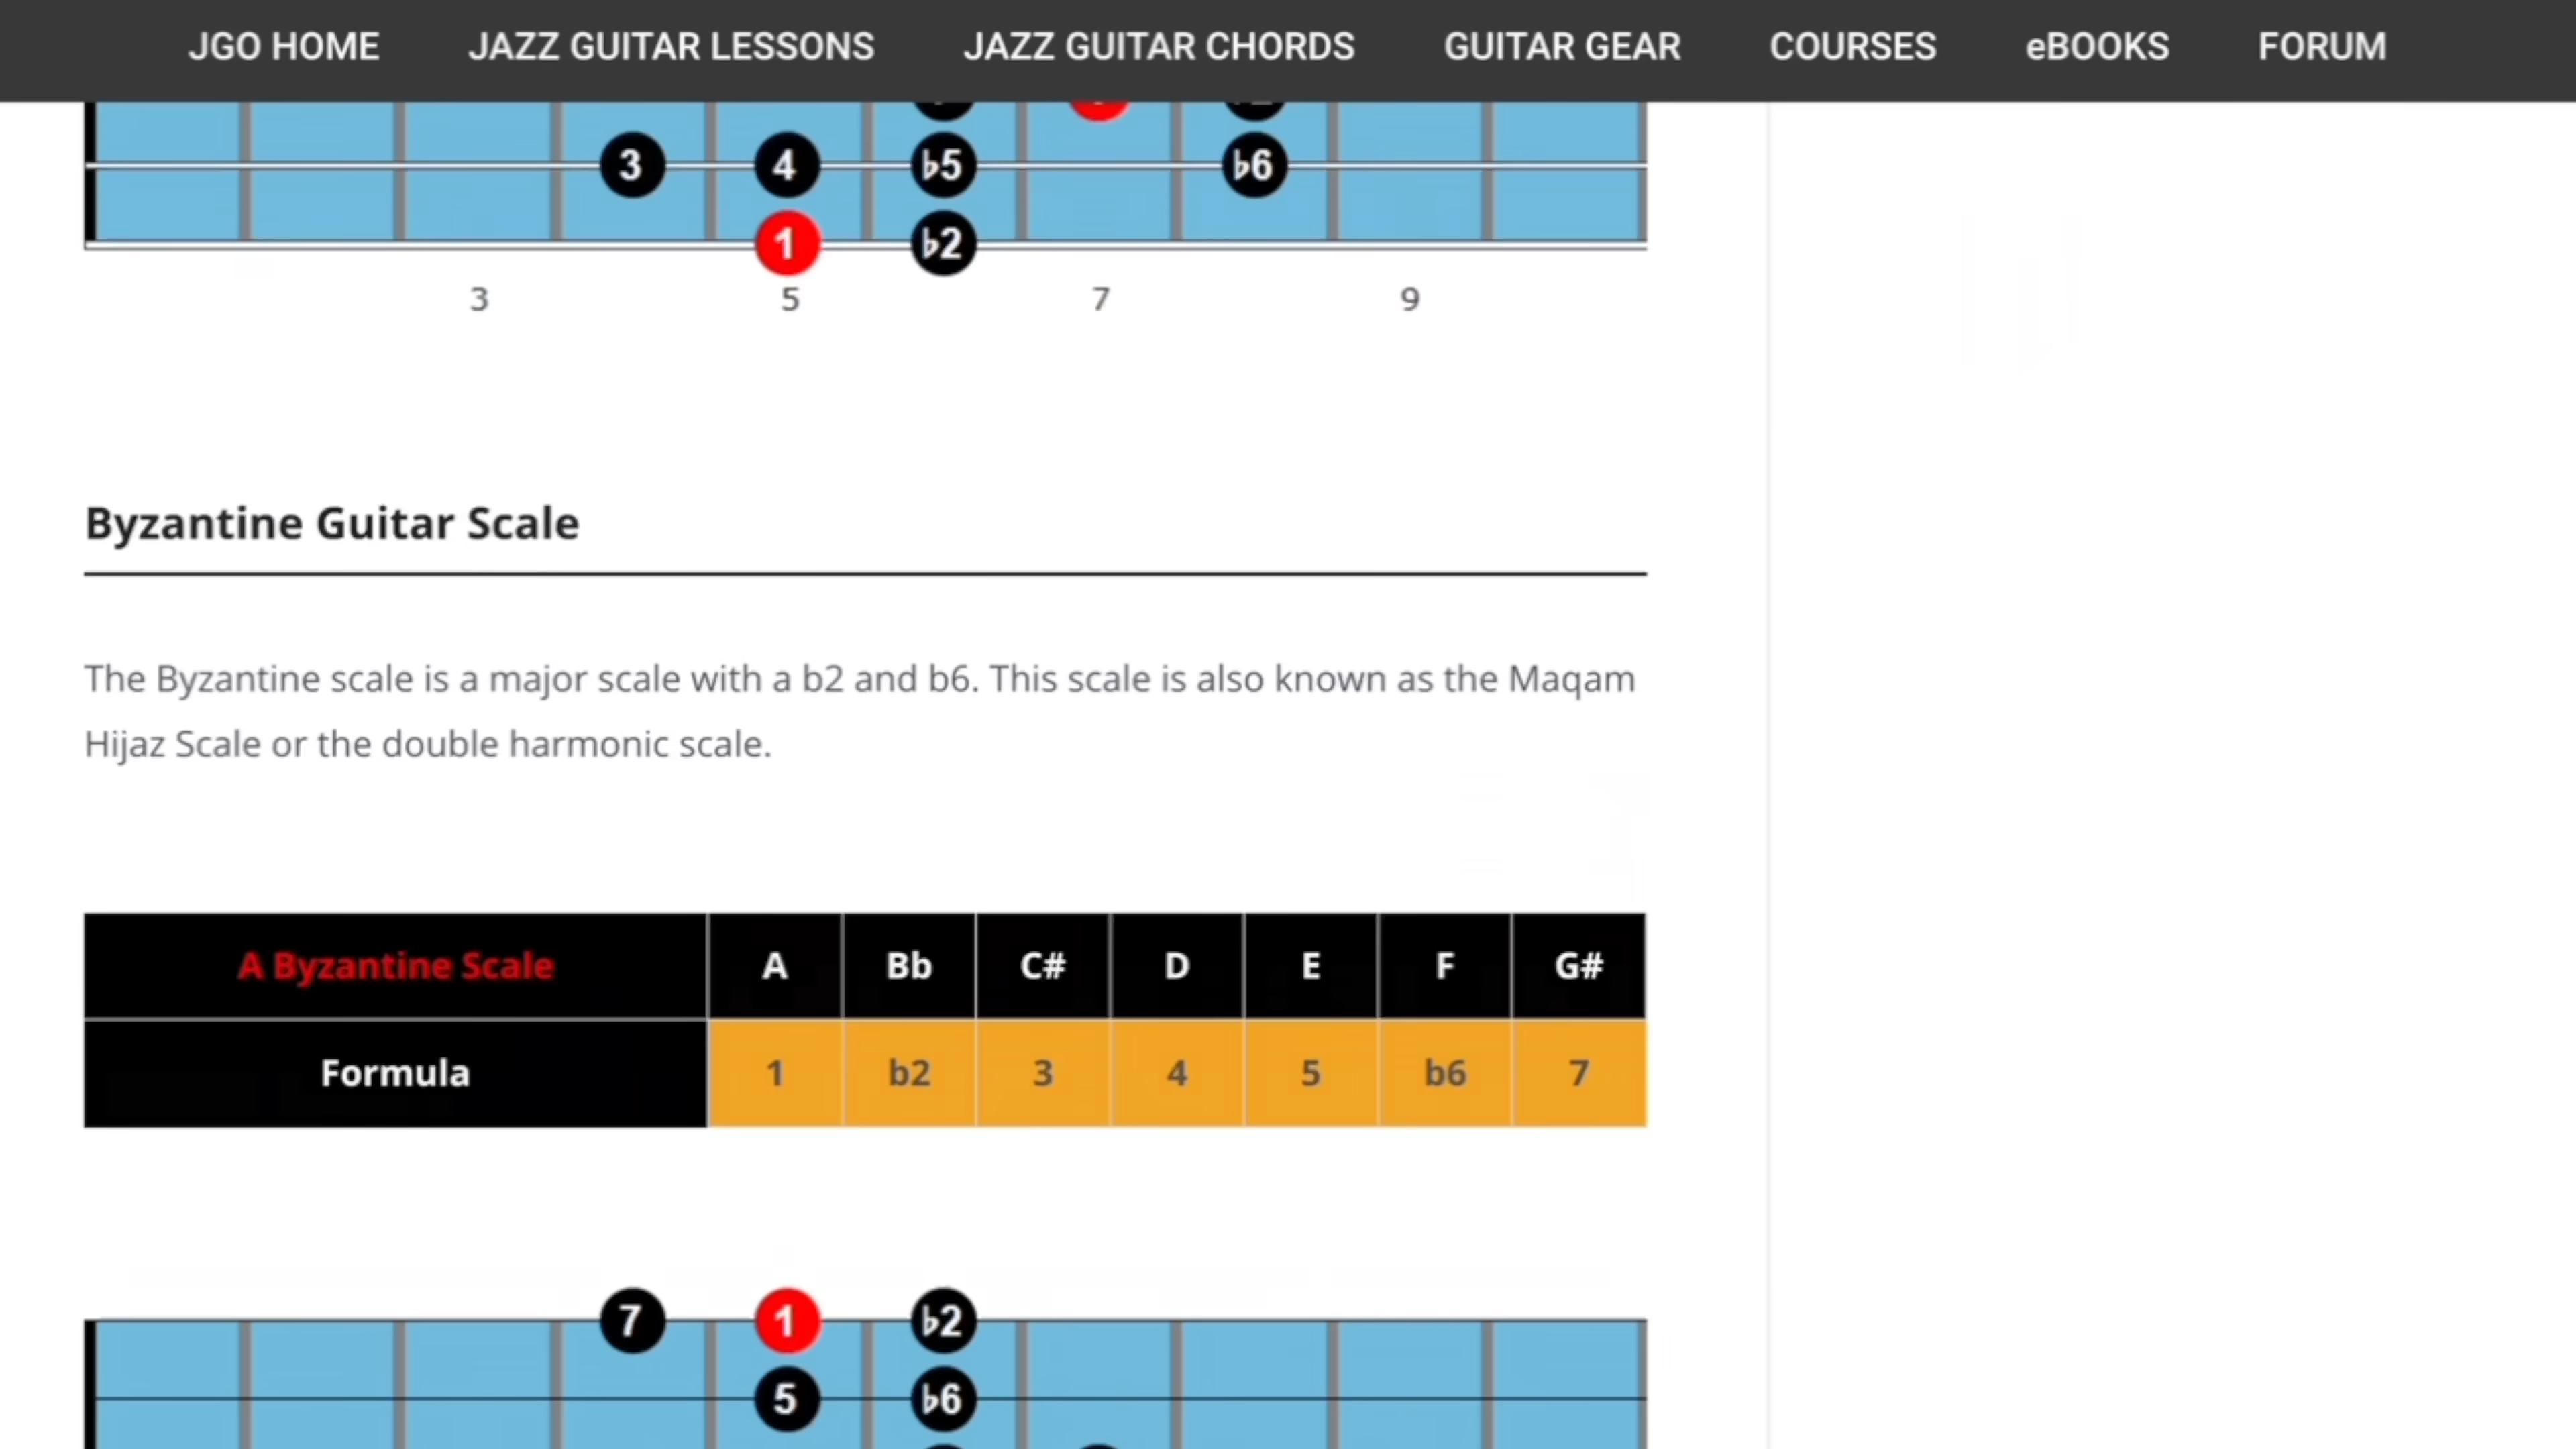 JGO HOME JAZZ GUITAR LESSONS JAZZ GUITAR CHORDS GUITAR GEAR COURSES eBOOKS FORUM
3 4 b5 b6
1 b2
3 5 7 9
Byzantine Guitar Scale
The Byzantine scale is a major scale with a b2 and b6. This scale is also known as the Maqam
Hijaz Scale or the double harmonic scale.
A Byzantine Scale A Bb C# D E F G#
Formula 1 b2 3 4 5 b6 7
7 1 b2
5 b6